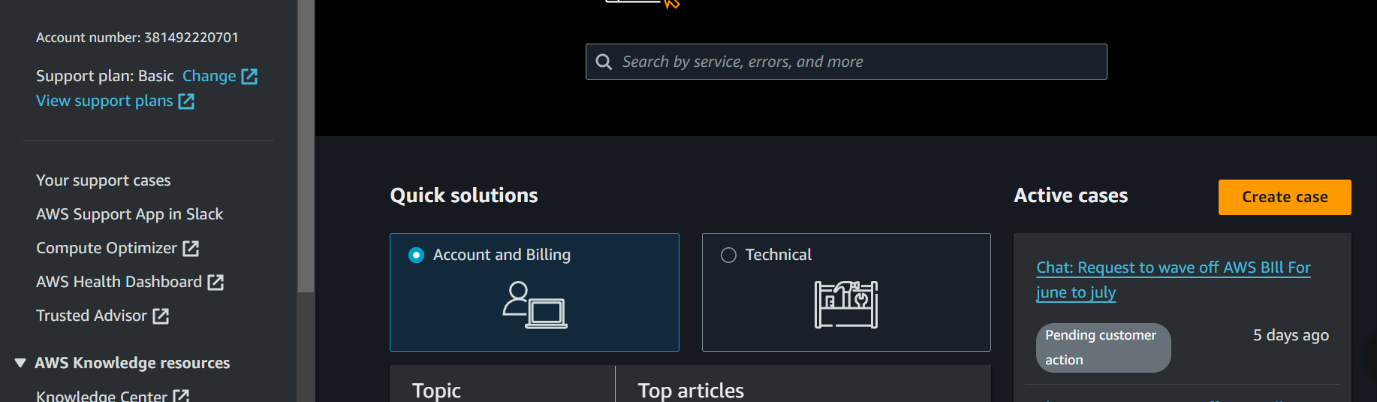 Account number: 381492220701
Support plan: Basic Change
View support plans
Your support cases
AWS Support App in Slack
Compute Optimizer
AWS Health Dashboard
Trusted Advisor
AWS Knowledge resources
Knowledge Center
Search by service, errors, and more
Quick solutions
Account and Billing
Technical
Topic
Top articles
Active cases
Create case
Chat: Request to wave off AWS BIll For
june to july
Pending customer
action
5 days ago